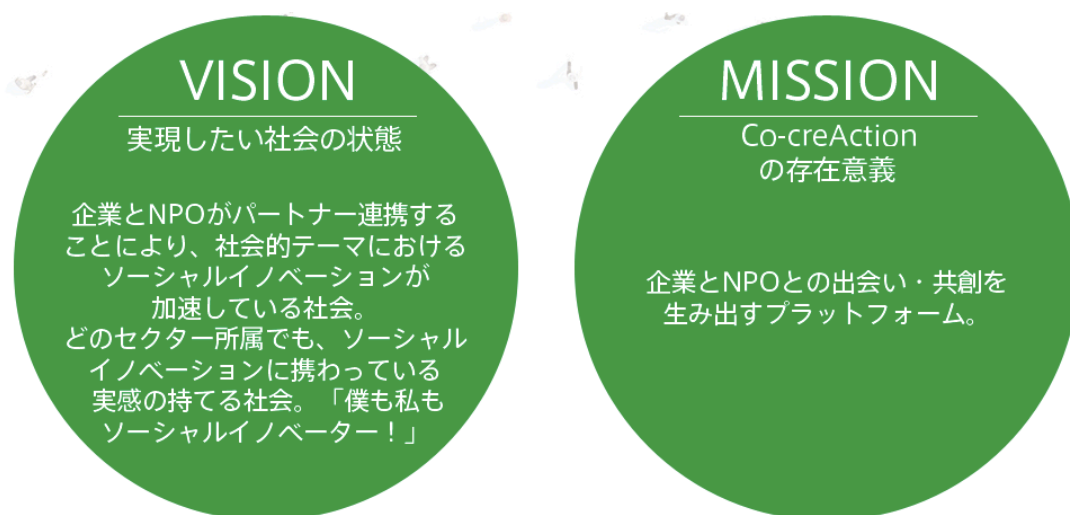 VISION
実現したい社会の状態
企業とNPOがパートナー連携する
ことにより、社会的テーマにおける
ソーシャルイノベーションが
加速している社会。
どのセクター所属でも、ソーシャル
イノベーションに携わっている
実感の持てる社会。「僕も私も
ソーシャルイノベーター！」
MISSION
Co-creAction
の存在意義
企業とNPOとの出会い・共創を
生み出すプラットフォーム。